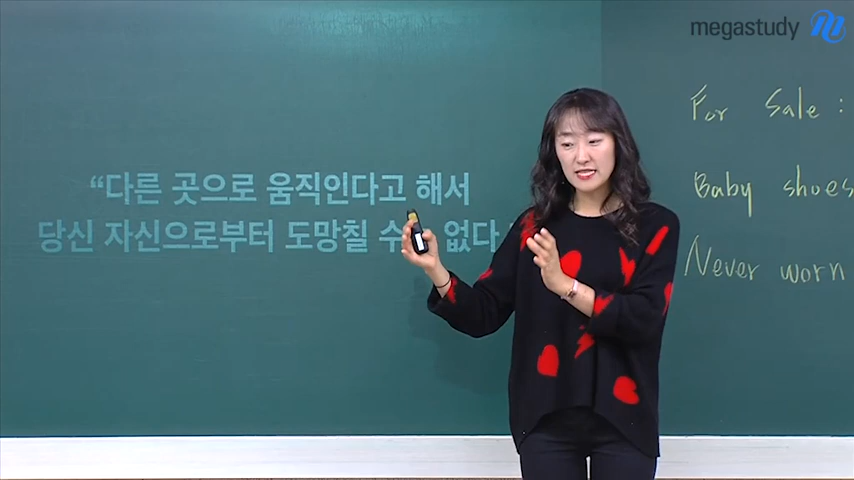 megastudy
For Sale :
Baby shoes
Never worn
“다른 곳으로 움직인다고 해서
당신 자신으로부터 도망칠 수 없다